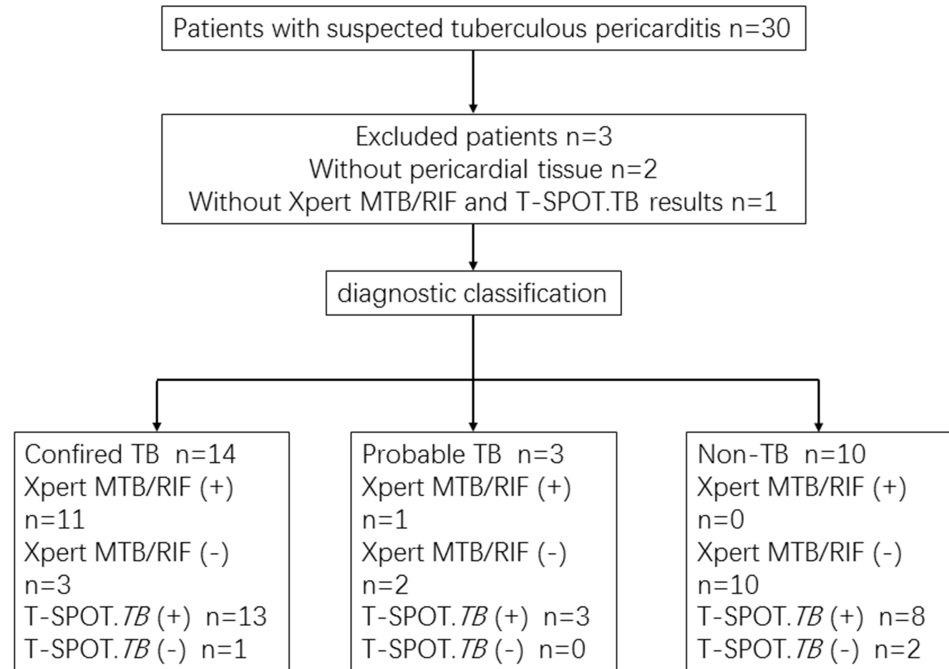 Patients with suspected tuberculous pericarditis n=30
Excluded patients n=3
Without pericardial tissue n=2
Without Xpert MTB/RIF and T-SPOT.TB results n=1
diagnostic classification
Confired TB n=14
Xpert MTB/RIF (+)
n=11
Xpert MTB/RIF (-)
n=3
T-SPOT.TB (+) n=13
T-SPOT.TB (-) n=1
Probable TB n=3
Xpert MTB/RIF (+)
n=1
Xpert MTB/RIF (-)
n=2
T-SPOT.TB (+) n=3
T-SPOT.TB (-) n=0
Non-TB n=10
Xpert MTB/RIF (+)
n=0
Xpert MTB/RIF (-)
n=10
T-SPOT.TB (+) n=8
T-SPOT.TB (-) n=2